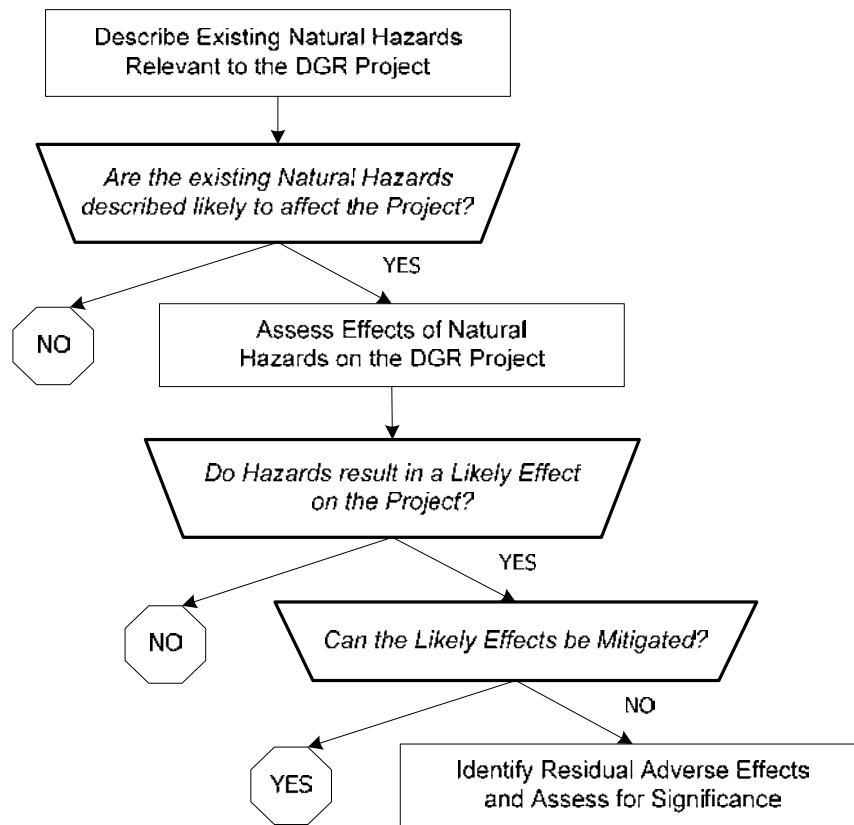 Describe Existing Natural Hazards
Relevant to the DGR Project
Are the existing Natural Hazards
described likely to affect the Project?
YES
NO
Assess Effects of Natural
Hazards on the DGR Project
Do Hazards result in a Likely Effect
on the Project?
YES
NO
Can the Likely Effects be Mitigated?
NO
YES
Identify Residual Adverse Effects
and Assess for Significance